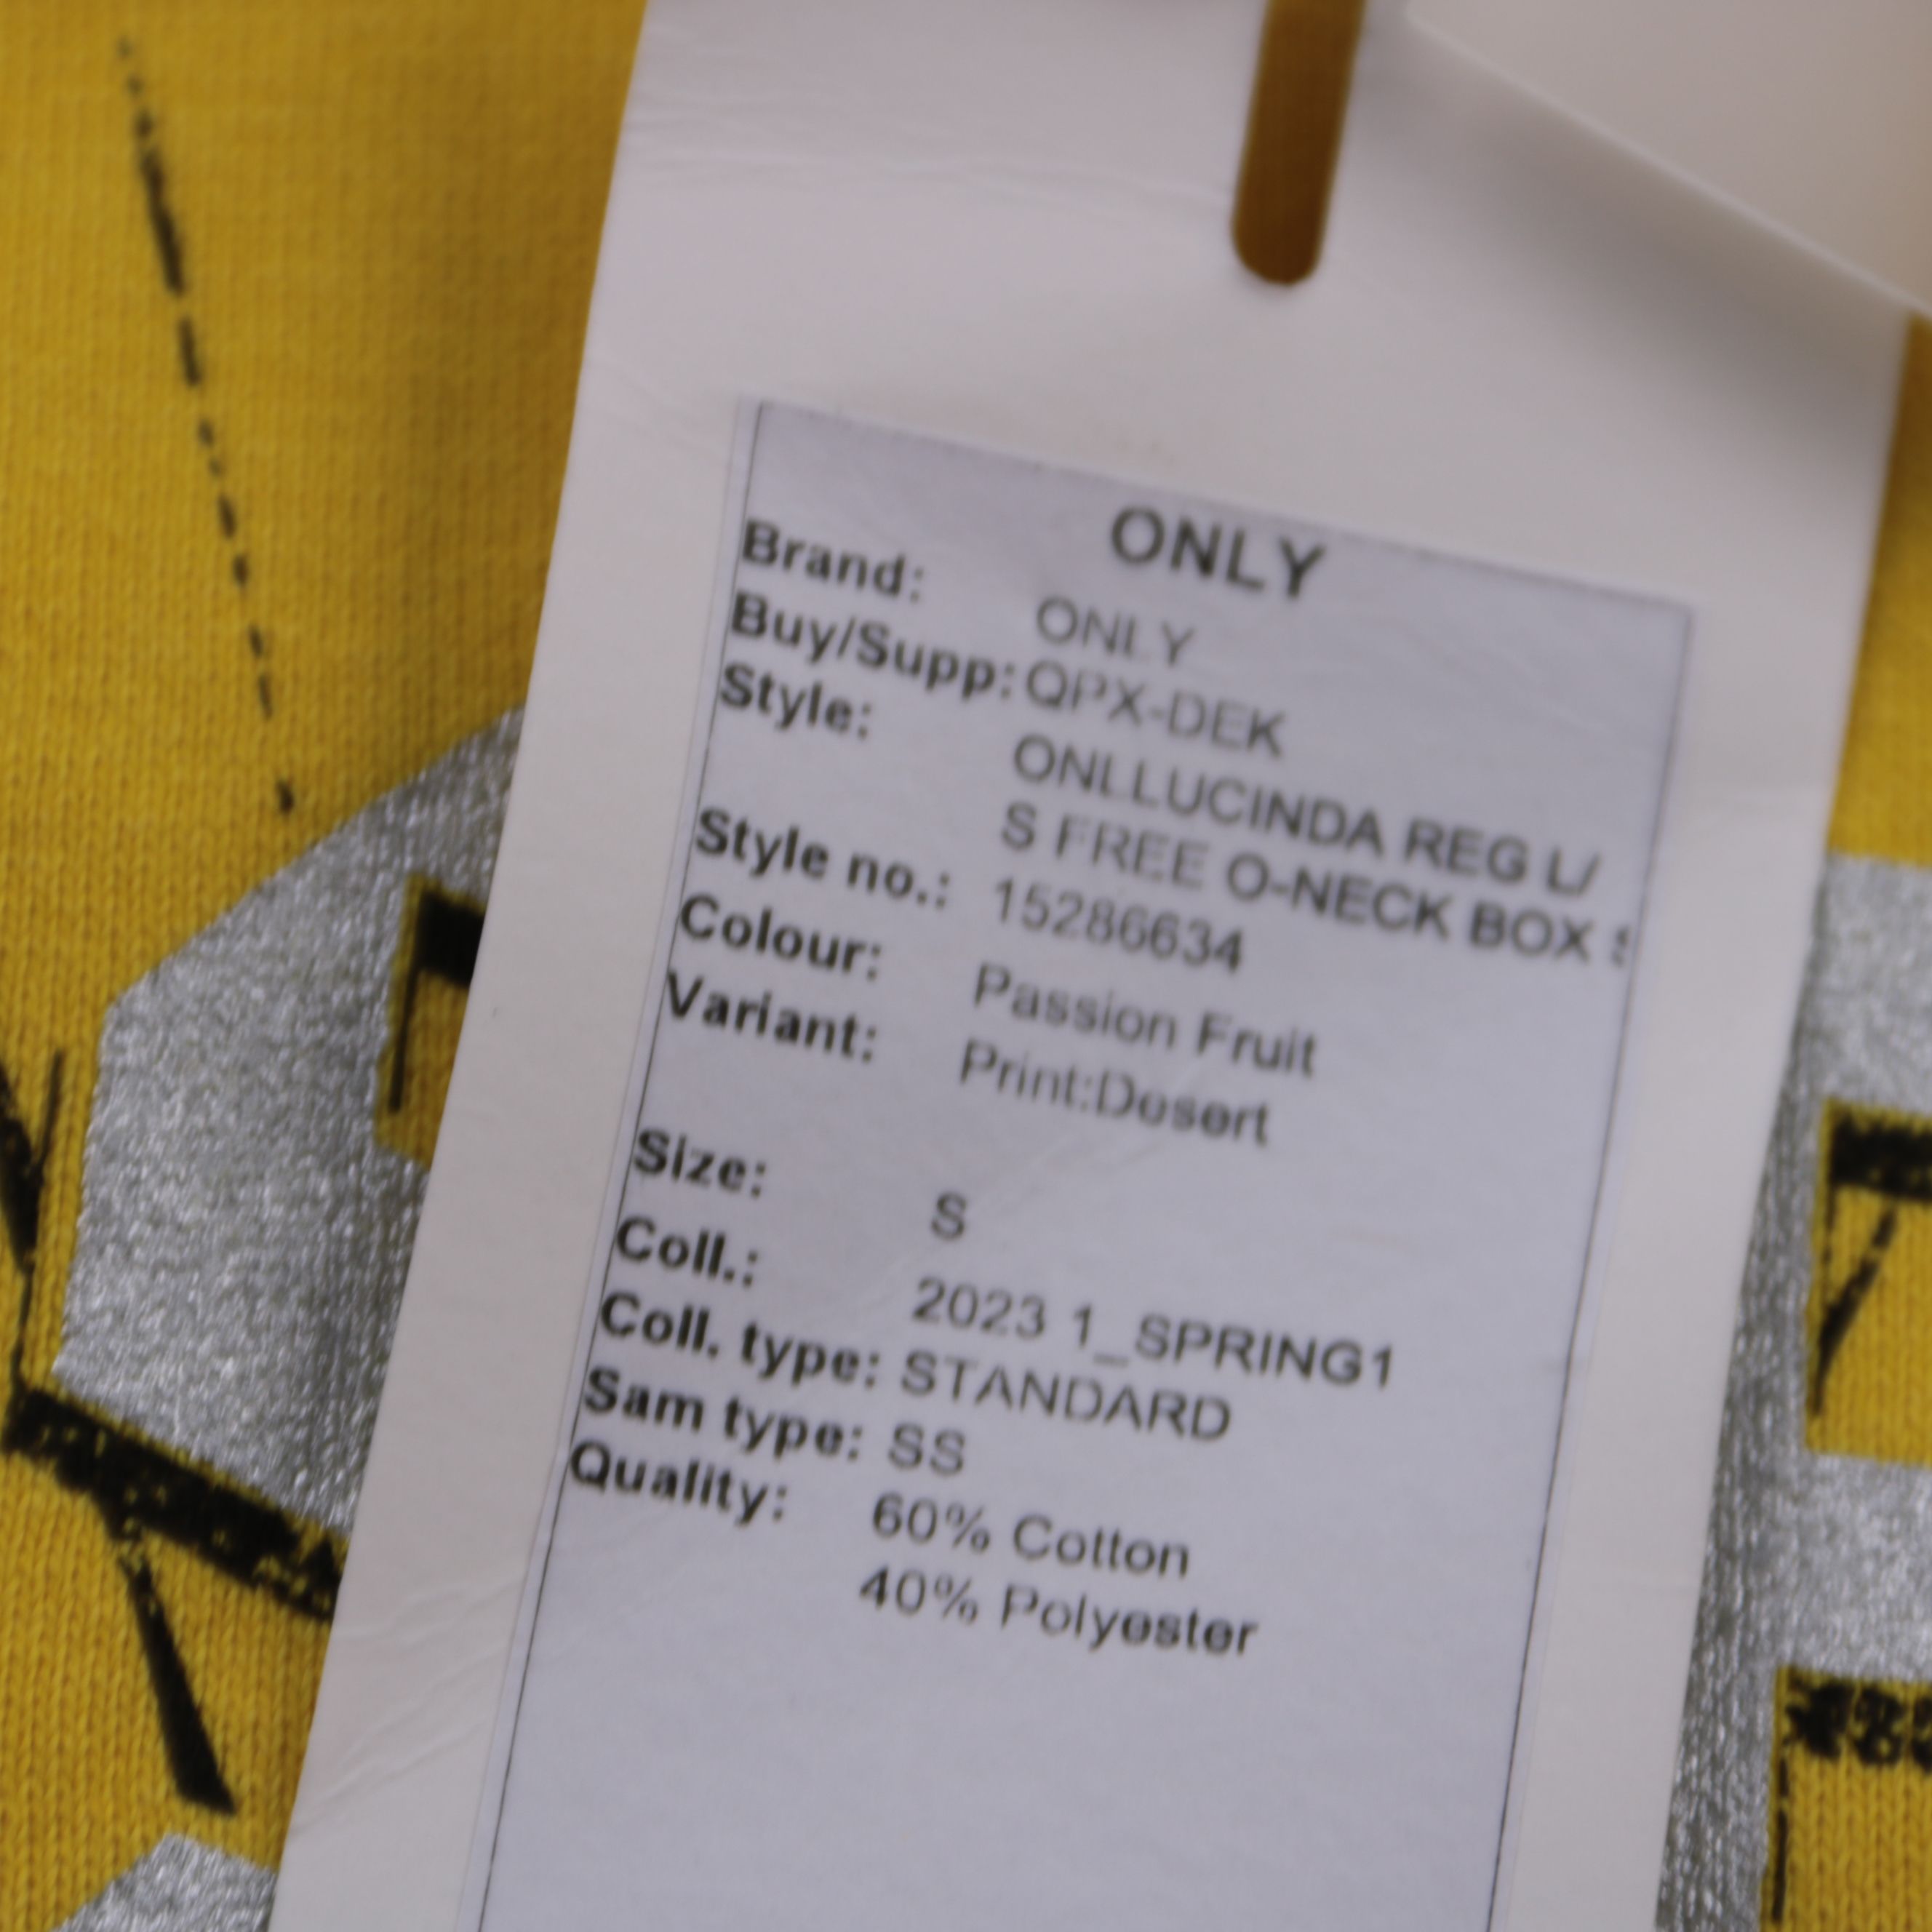 ONLY
Brand: ONLY
Buy/Supp: QPX-DEK
Style: ONLLUCINDA REG L/
S FREE O-NECK BOX
Style no.: 15286634
Colour: Passion Fruit
Variant: Print:Desert
Size: S
Coll.: 2023 1_SPRING1
Coll. type: STANDARD
Sam type: SS
Quality: 60% Cotton
40% Polyester